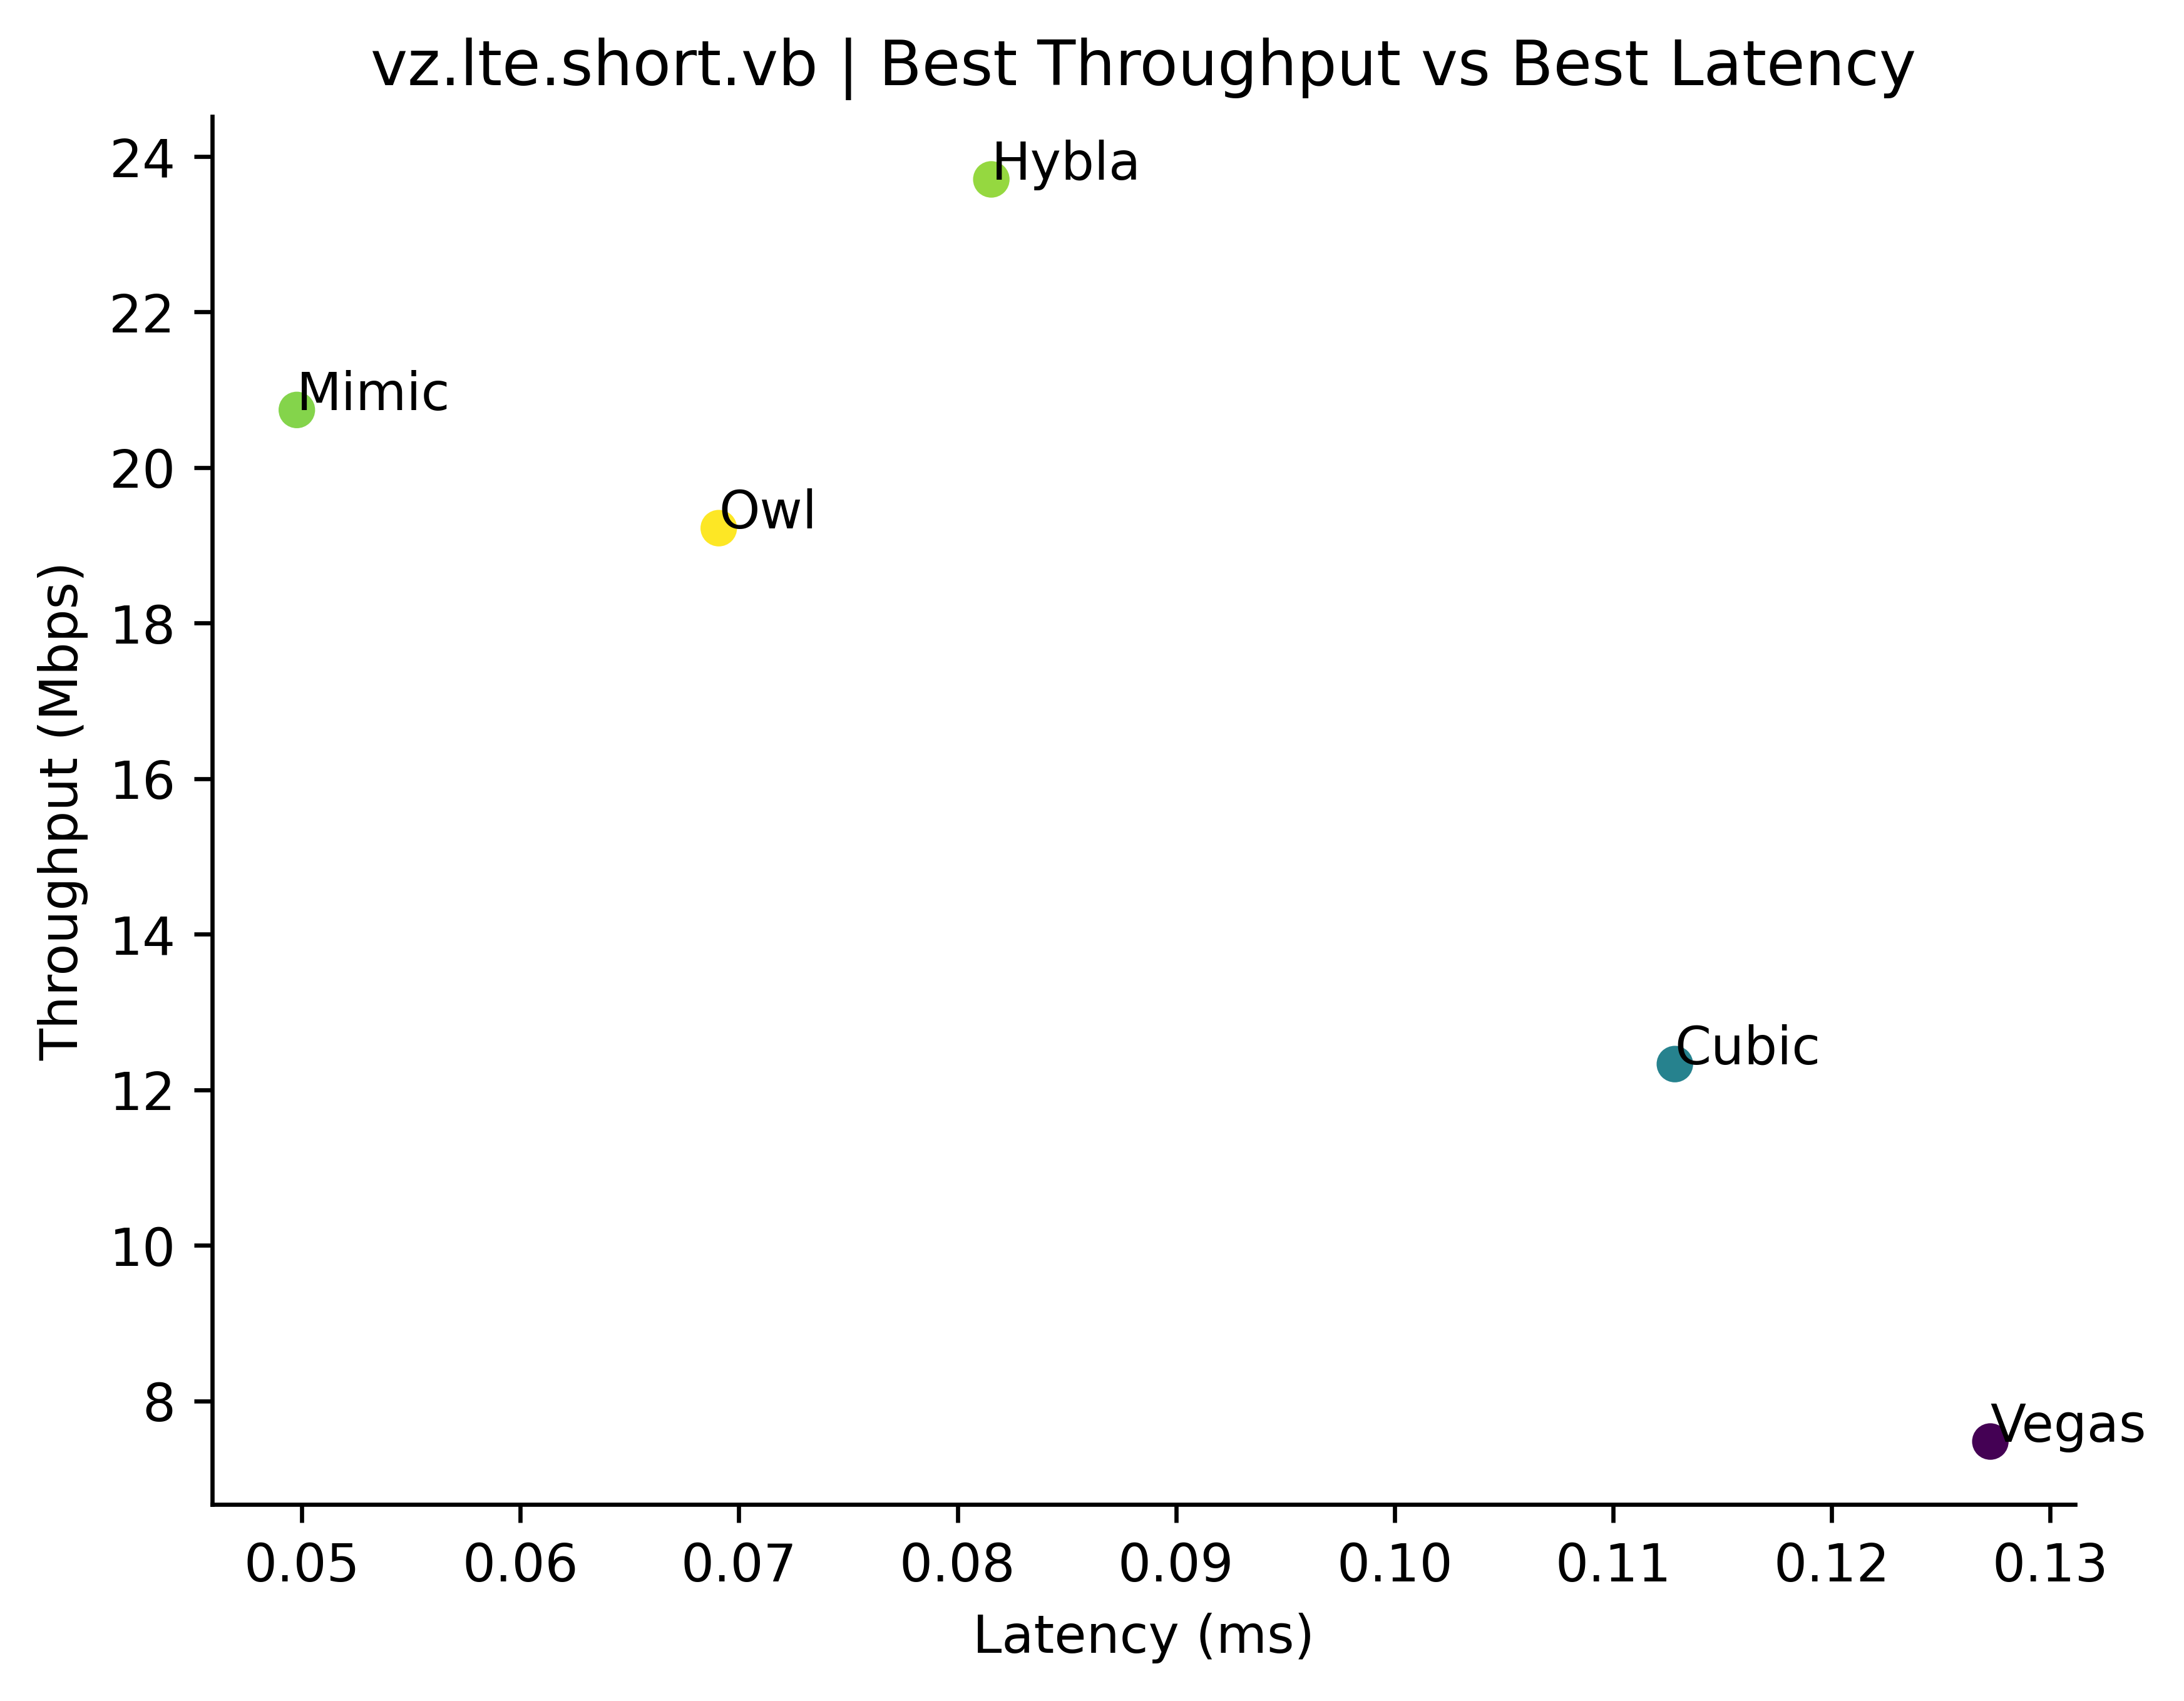 vz.lte.short.vb | Best Throughput vs Best Latency
24
22
20
18
16
14
12
10
8
Throughput (Mbps)
Hybla
Mimic
Owl
Cubic
Vegas
0.05 0.06 0.07 0.08 0.09 0.10 0.11 0.12 0.13
Latency (ms)